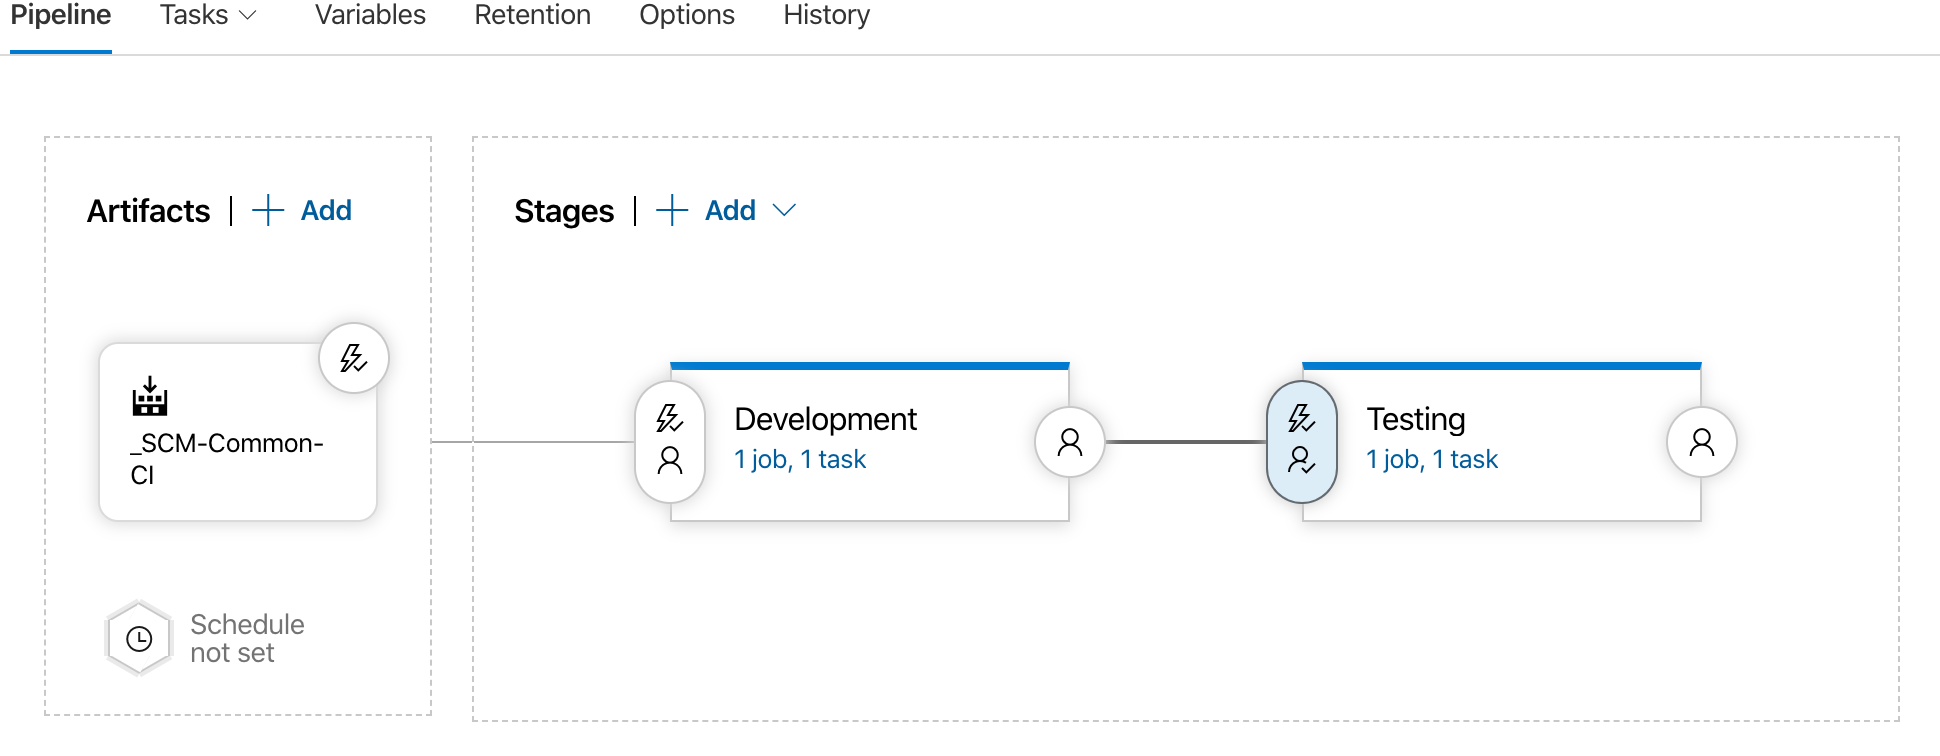 Pipeline Tasks Variables Retention Options History
Artifacts | Add
Stages | Add
_SCM-Common-
CI
Development
1 job, 1 task
Testing
1 job, 1 task
Schedule
not set